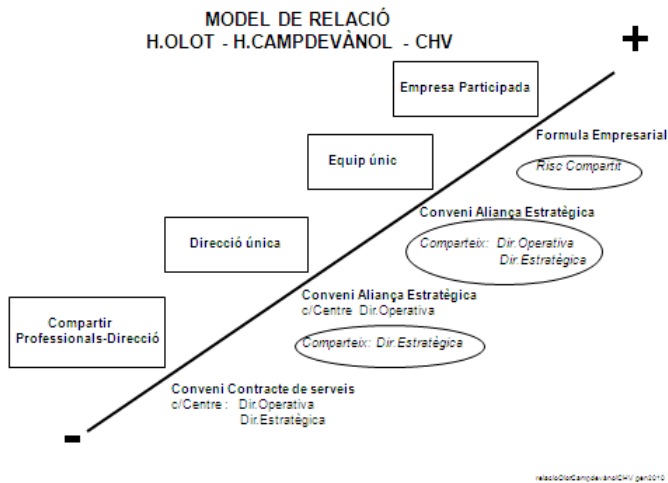 MODEL DE RELACIÓ
H.OLOT - H.CAMPDEVÀNOL - CHV
+
Empresa Participada
Formula Empresarial
Risc Compartit
Equip únic
Conveni Aliança Estratègica
Comparteix: Dir.Operativa
Dir.Estratègica
Direcció única
Conveni Aliança Estratègica
c/Centre Dir.Operativa
Comparteix: Dir.Estratègica
Compartir
Professionals-Direcció
Conveni Contracte de serveis
c/Centre : Dir.Operativa
Dir.Estratègica
-
relacioOlotCampdevànolCHV gen2010